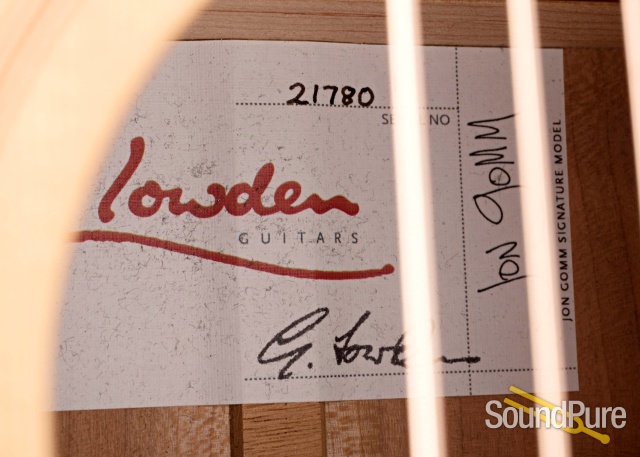 21780
SERIAL NO
lowden
GUITARS
G. Lowden
JON GOMM
JON GOMM SIGNATURE MODEL
SoundPure